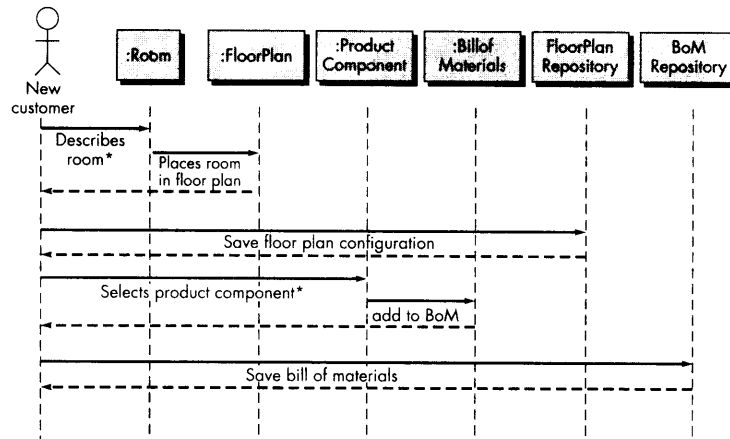 :Room
:FloorPlan
:Product
Component
:Billof
Materials
FloorPlan
Repository
BoM
Repository
New
customer
Describes
room*
Places room
in floor plan
Save floor plan configuration
Selects product component*
add to BoM
Save bill of materials